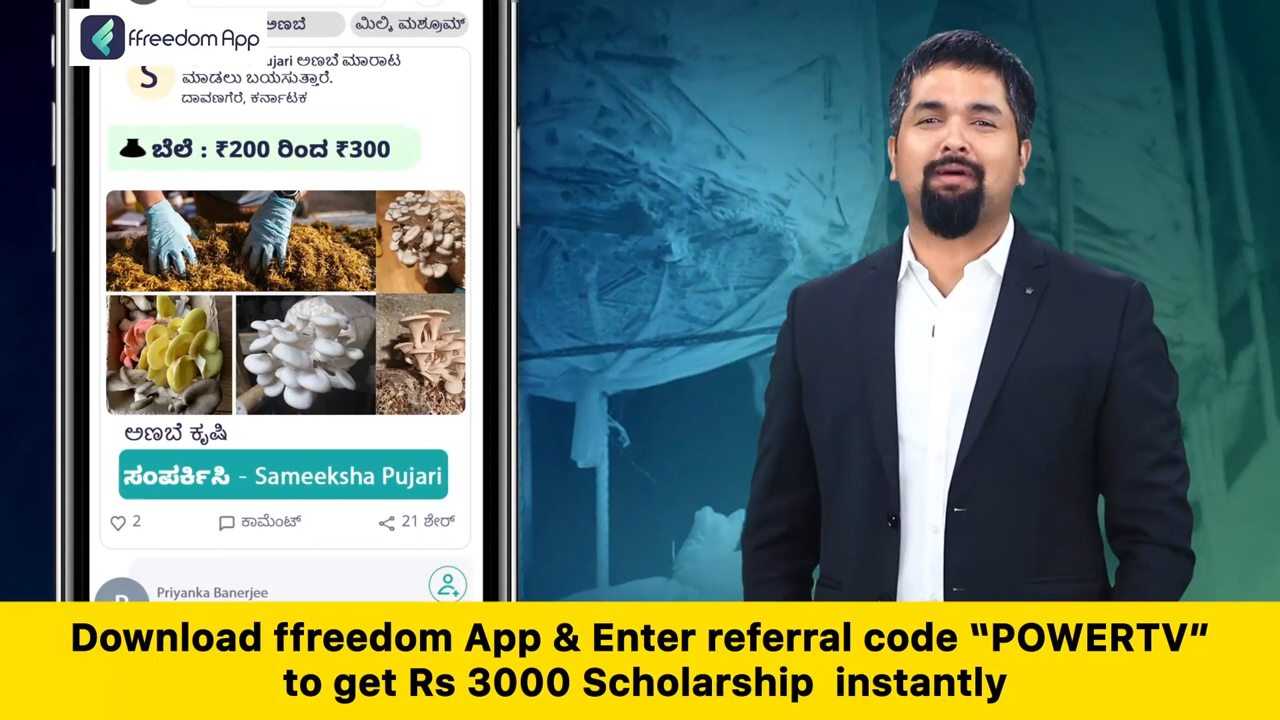 ffreedom App
ಅಣಬೆ
ಮಿಲ್ಕಿ ಮಶ್ರೂಮ್
S
ujari ಅಣಬೆ ಮಾರಾಟ
ಮಾಡಲು ಬಯಸುತ್ತಾರೆ.
ದಾವಣಗೆರೆ, ಕರ್ನಾಟಕ
ಬೆಲೆ : ₹200 ರಿಂದ ₹300
ಅಣಬೆ ಕೃಷಿ
ಸಂಪರ್ಕಿಸಿ - Sameeksha Pujari
2
ಕಾಮೆಂಟ್
21 ಶೇರ್
Priyanka Banerjee
Download ffreedom App & Enter referral code “POWERTV”
to get Rs 3000 Scholarship instantly